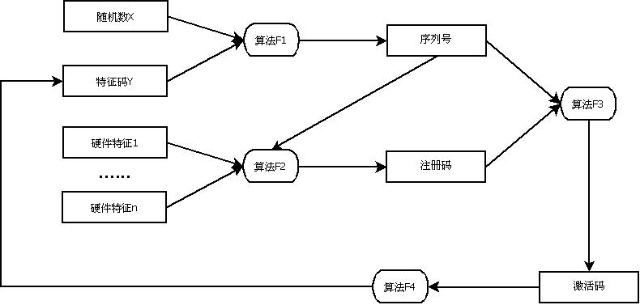 随机数X
算法F1
序列号
特征码Y
算法F3
硬件特征1
算法F2
注册码
......
硬件特征n
算法F4
激活码